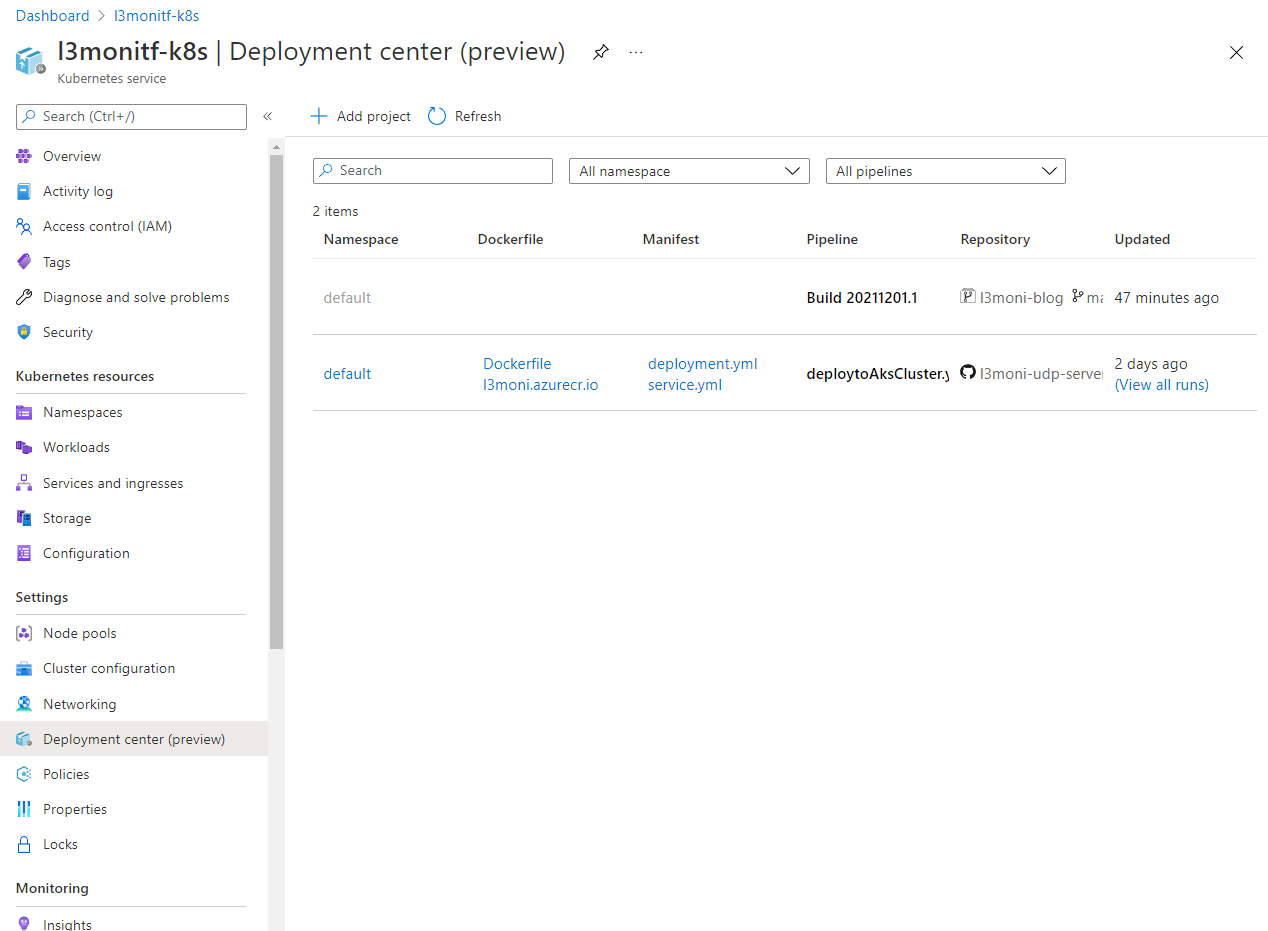 Dashboard > l3monitf-k8s
l3monitf-k8s | Deployment center (preview) ...
Kubernetes service
Search (Ctrl+/) «
Overview
Activity log
Access control (IAM)
Tags
Diagnose and solve problems
Security
Kubernetes resources
Namespaces
Workloads
Services and ingresses
Storage
Configuration
Settings
Node pools
Cluster configuration
Networking
Deployment center (preview)
Policies
Properties
Locks
Monitoring
Insights
Add project Refresh
Search All namespace All pipelines
2 items
Namespace Dockerfile Manifest Pipeline Repository Updated
default Build 20211201.1 l3moni-blog ma 47 minutes ago
default Dockerfile deployment.yml deploytoAksCluster.y l3moni-udp-server 2 days ago
l3moni.azurecr.io service.yml (View all runs)